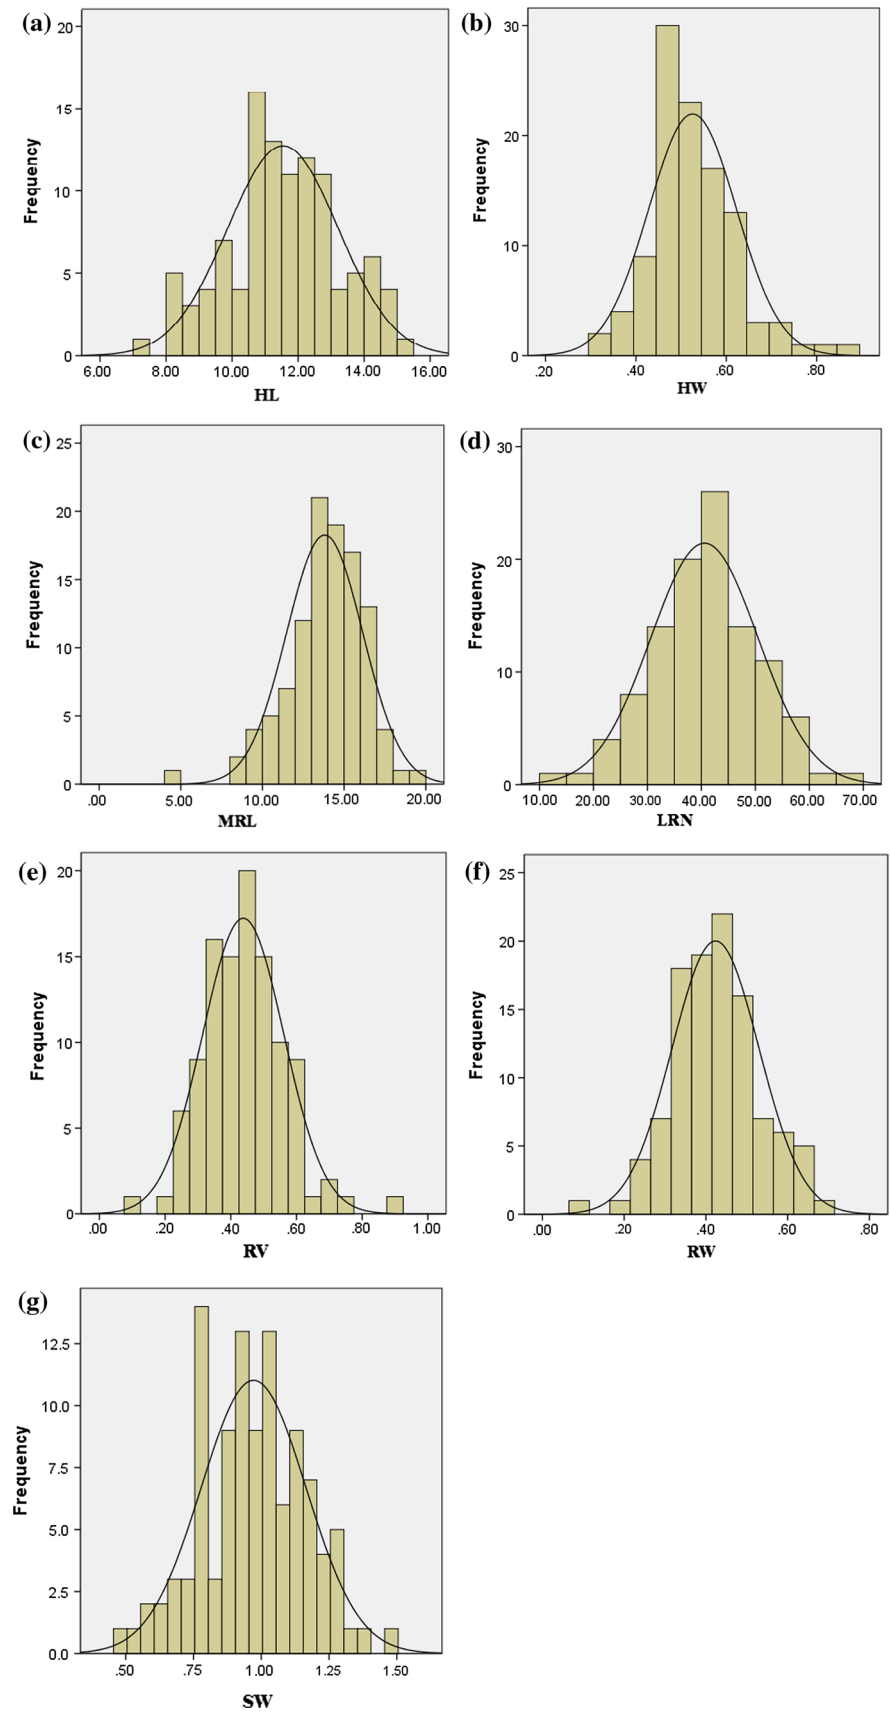 (a)
20
15
10
5
0
Frequency
6.00 8.00 10.00 12.00 14.00 16.00
HL
(b)
30
20
10
0
Frequency
.20 .40 .60 .80
HW
(c)
25
20
15
10
5
0
Frequency
.00 5.00 10.00 15.00 20.00
MRL
(d)
30
20
10
0
Frequency
10.00 20.00 30.00 40.00 50.00 60.00 70.00
LRN
(e)
20
15
10
5
0
Frequency
.00 .20 .40 .60 .80 1.00
RV
(f)
25
20
15
10
5
0
Frequency
.00 .20 .40 .60 .80
RW
(g)
12.5
10.0
7.5
5.0
2.5
0.0
Frequency
.50 .75 1.00 1.25 1.50
SW